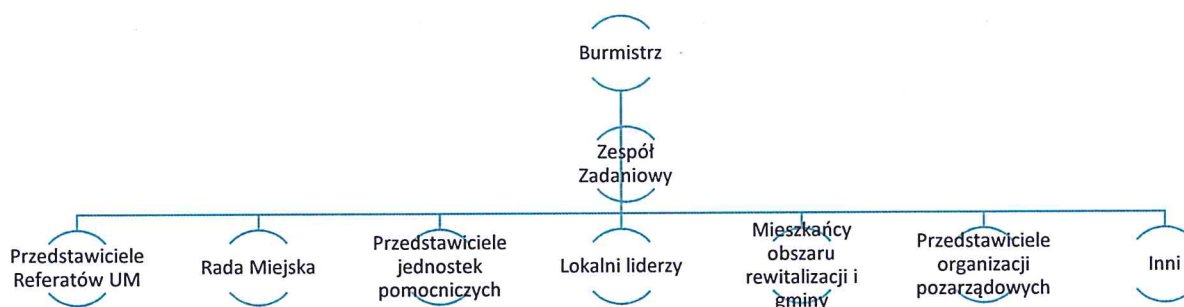 Burmistrz
Zespół
Zadaniowy
Przedstawiciele
Referatów UM
Rada Miejska
Przedstawiciele
jednostek
pomocniczych
Lokalni liderzy
Mieszkańcy
obszaru
rewitalizacji i
gminy
Przedstawiciele
organizacji
pozarządowych
Inni